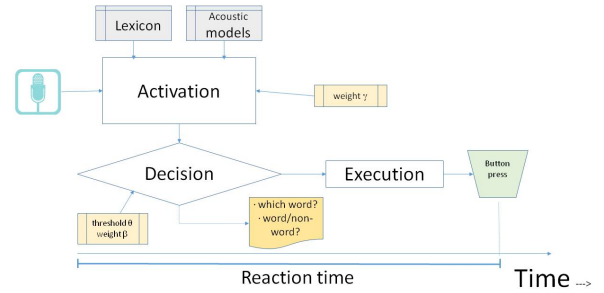 Lexicon
Acoustic
models
Activation
weight γ
Decision
Execution
Button
press
threshold θ
weight β
· which word?
· word/non-
word?
Reaction time
Time --->